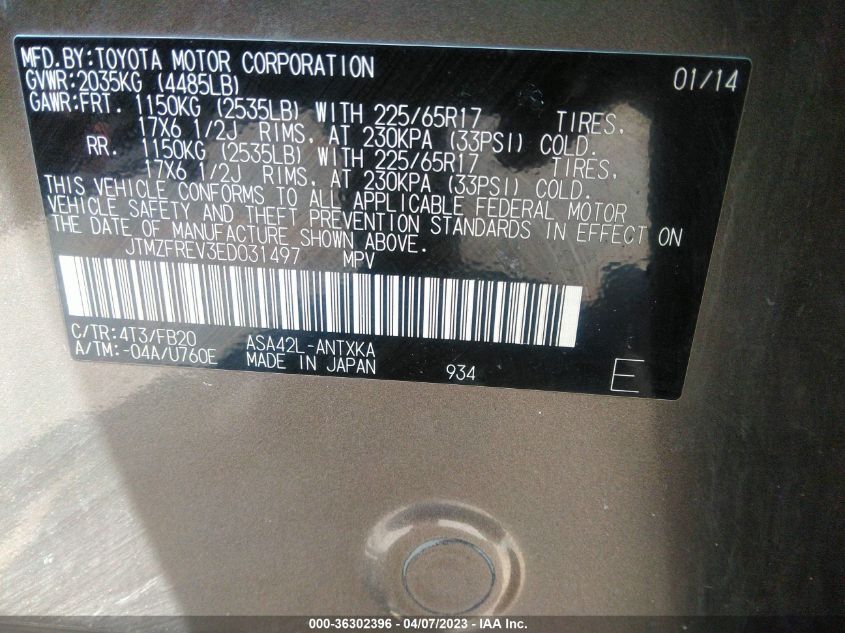 MFD.BY:TOYOTA MOTOR CORPORATION 01/14
GVWR:2035KG (4485LB)
GAWR:FRT. 1150KG (2535LB) WITH 225/65R17 TIRES,
17X6 1/2J RIMS, AT 230KPA (33PSI) COLD.
RR. 1150KG (2535LB) WITH 225/65R17 TIRES,
17X6 1/2J RIMS, AT 230KPA (33PSI) COLD.
THIS VEHICLE CONFORMS TO ALL APPLICABLE FEDERAL MOTOR
VEHICLE SAFETY AND THEFT PREVENTION STANDARDS IN EFFECT ON
THE DATE OF MANUFACTURE SHOWN ABOVE.
JTMZFREV3ED031497 MPV
C/TR:4T3/FB20 ASA42L-ANTXKA
A/TM:-04A/U760E MADE IN JAPAN 934 E
000-36302396 - 04/07/2023 - IAA Inc.